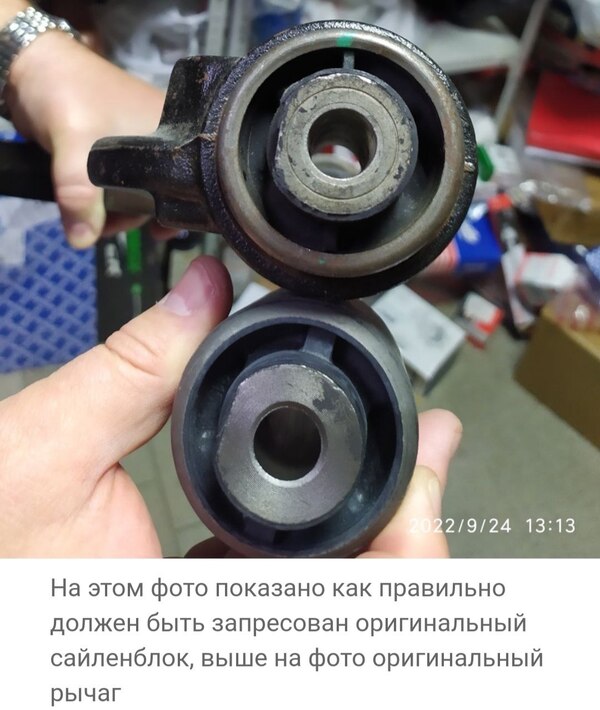 2022/9/24 13:13
На этом фото показано как правильно
должен быть запресован оригинальный
сайленблок, выше на фото оригинальный
рычаг